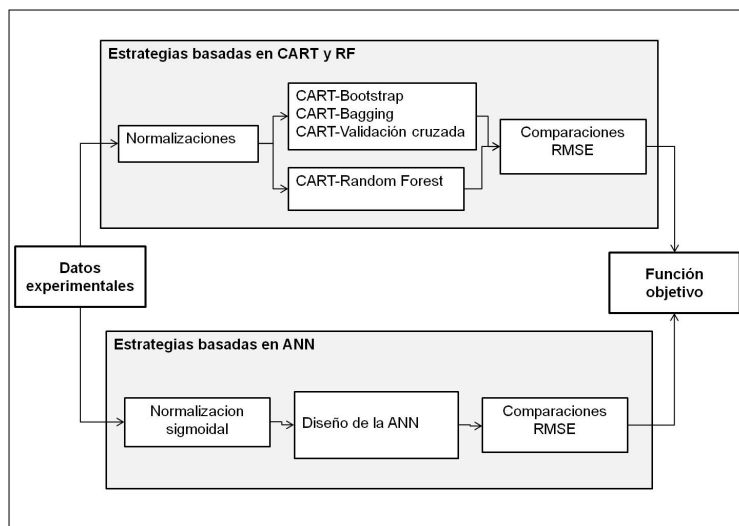 Estrategias basadas en CART y RF
Normalizaciones
CART-Bootstrap
CART-Bagging
CART-Validación cruzada
CART-Random Forest
Comparaciones
RMSE
Datos
experimentales
Función
objetivo
Estrategias basadas en ANN
Normalizacion
sigmoidal
Diseño de la ANN
Comparaciones
RMSE